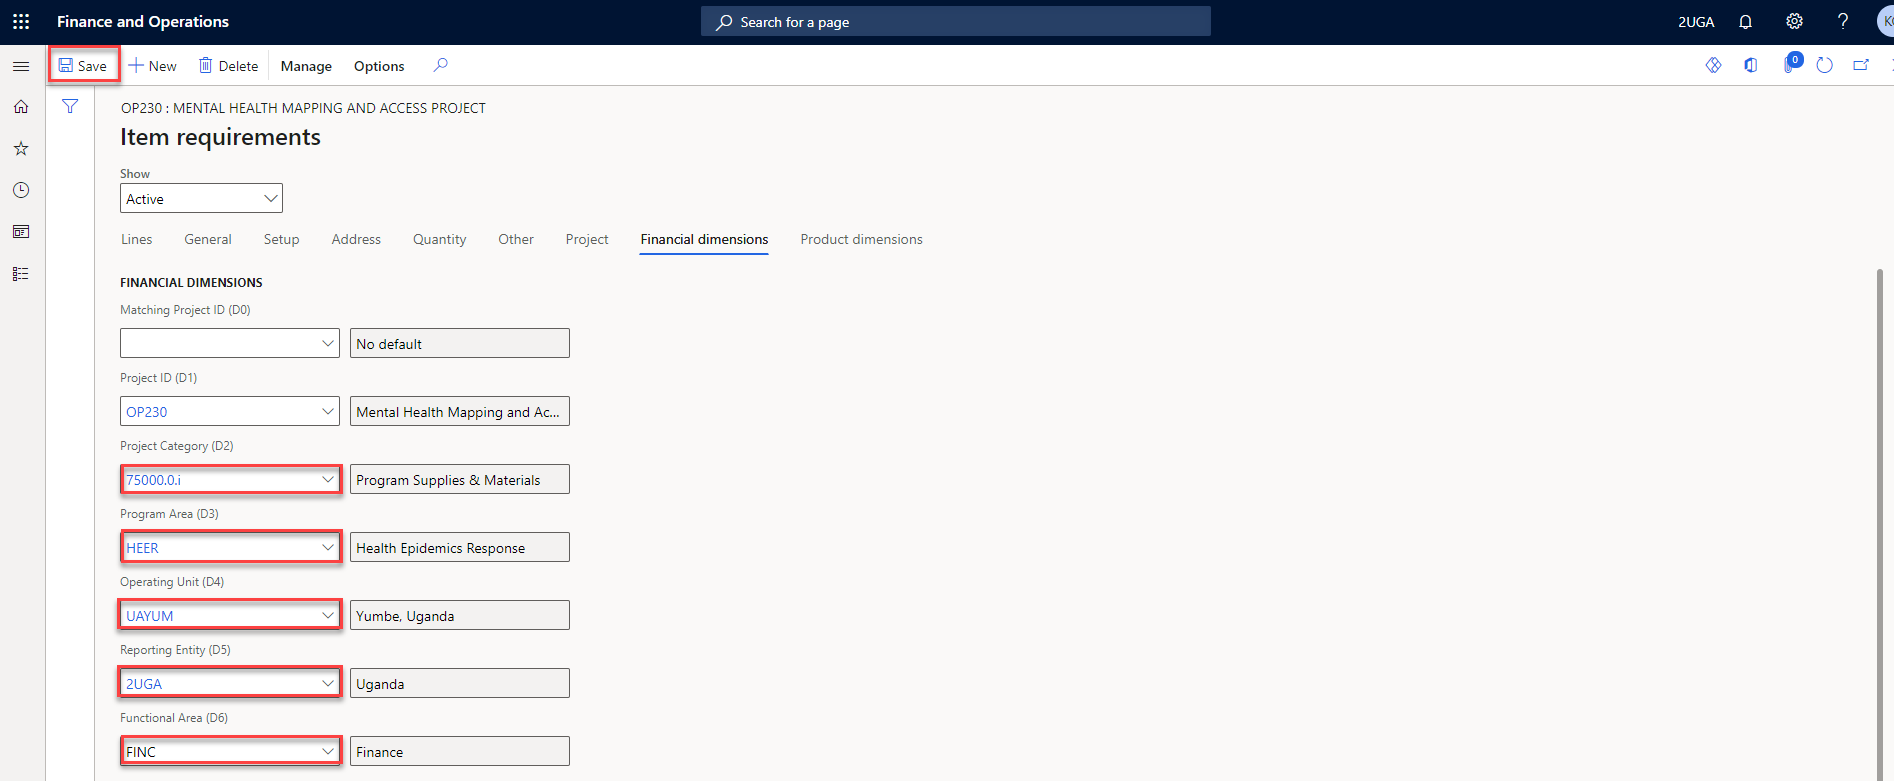 Finance and Operations
Search for a page
2UGA
?
KC
Save
New
Delete
Manage
Options
0
OP230 : MENTAL HEALTH MAPPING AND ACCESS PROJECT
Item requirements
Show
Active
Lines General Setup Address Quantity Other Project Financial dimensions Product dimensions
FINANCIAL DIMENSIONS
Matching Project ID (D0)
No default
Project ID (D1)
OP230 Mental Health Mapping and Ac...
Project Category (D2)
75000.0.i Program Supplies & Materials
Program Area (D3)
HEER Health Epidemics Response
Operating Unit (D4)
UAYUM Yumbe, Uganda
Reporting Entity (D5)
2UGA Uganda
Functional Area (D6)
FINC Finance